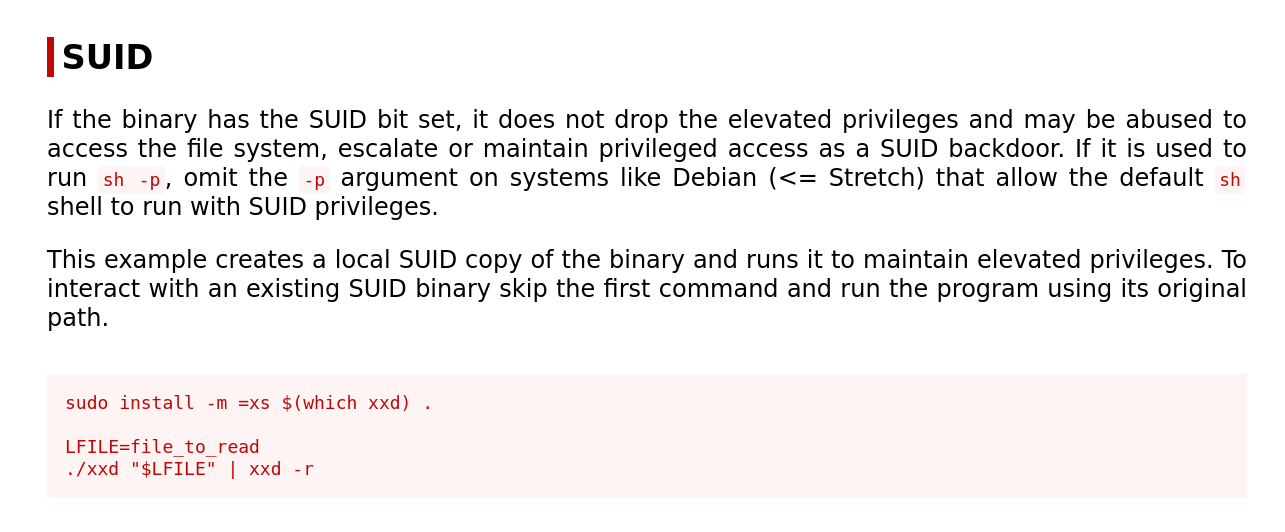 SUID
If the binary has the SUID bit set, it does not drop the elevated privileges and may be abused to
access the file system, escalate or maintain privileged access as a SUID backdoor. If it is used to
run sh -p, omit the -p argument on systems like Debian (<= Stretch) that allow the default sh
shell to run with SUID privileges.
This example creates a local SUID copy of the binary and runs it to maintain elevated privileges. To
interact with an existing SUID binary skip the first command and run the program using its original
path.
sudo install -m =xs $(which xxd) .
LFILE=file_to_read
./xxd "$LFILE" | xxd -r